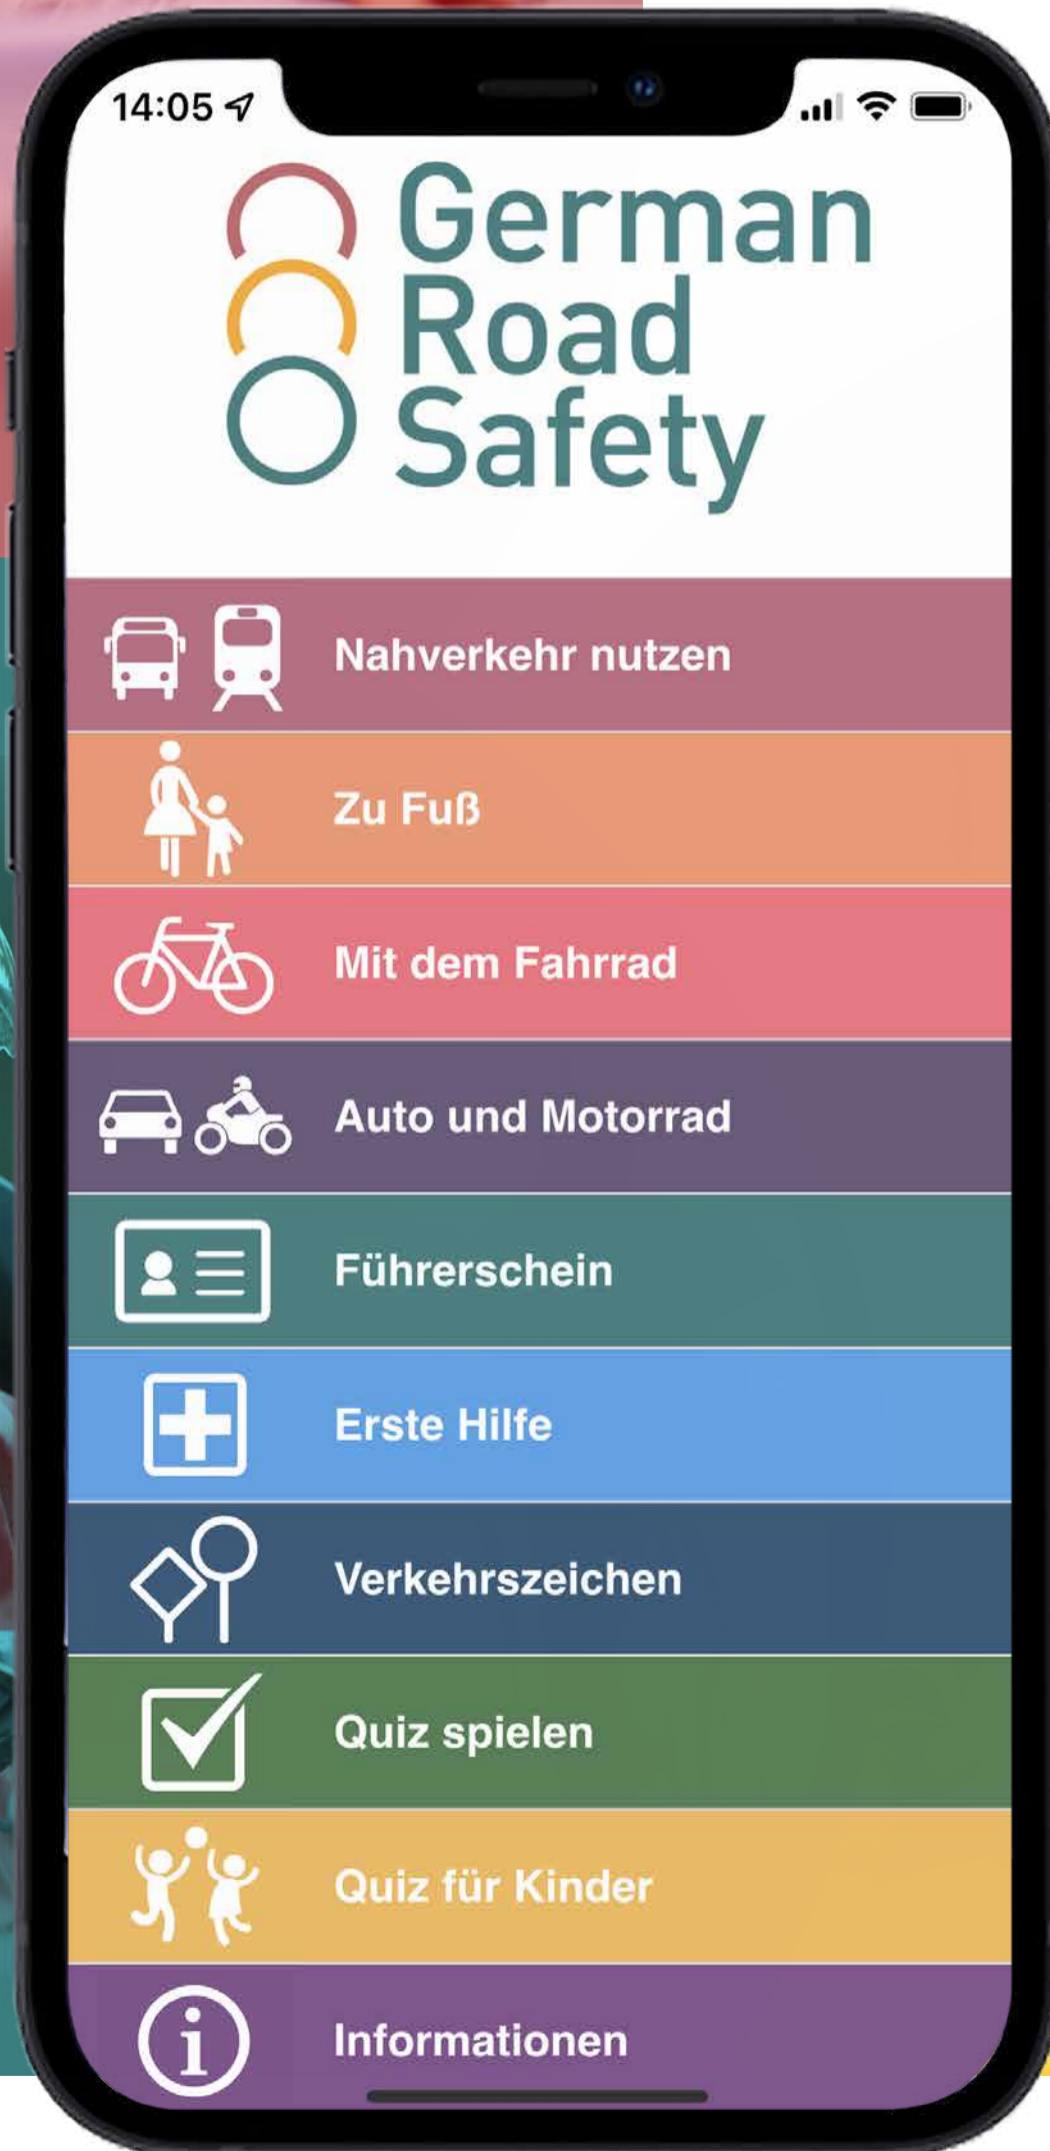 14:05
German
Road
Safety
Nahverkehr nutzen
Zu Fuß
Mit dem Fahrrad
Auto und Motorrad
Führerschein
Erste Hilfe
Verkehrszeichen
Quiz spielen
Quiz für Kinder
Informationen